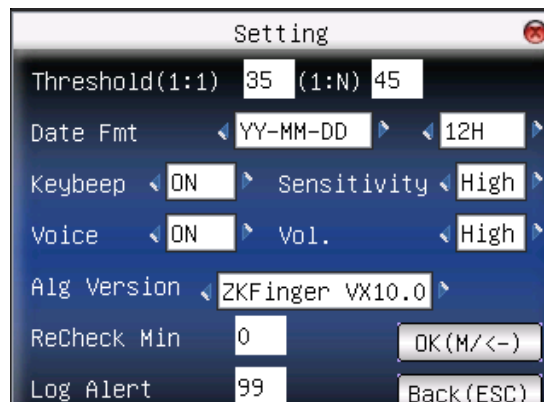 Setting
Threshold(1:1) 35 (1:N) 45
Date Fmt YY-MM-DD 12H
Keybeep ON Sensitivity High
Voice ON Vol. High
Alg Version ZKFinger VX10.0
ReCheck Min 0 OK(M/<-)
Log Alert 99 Back(ESC)